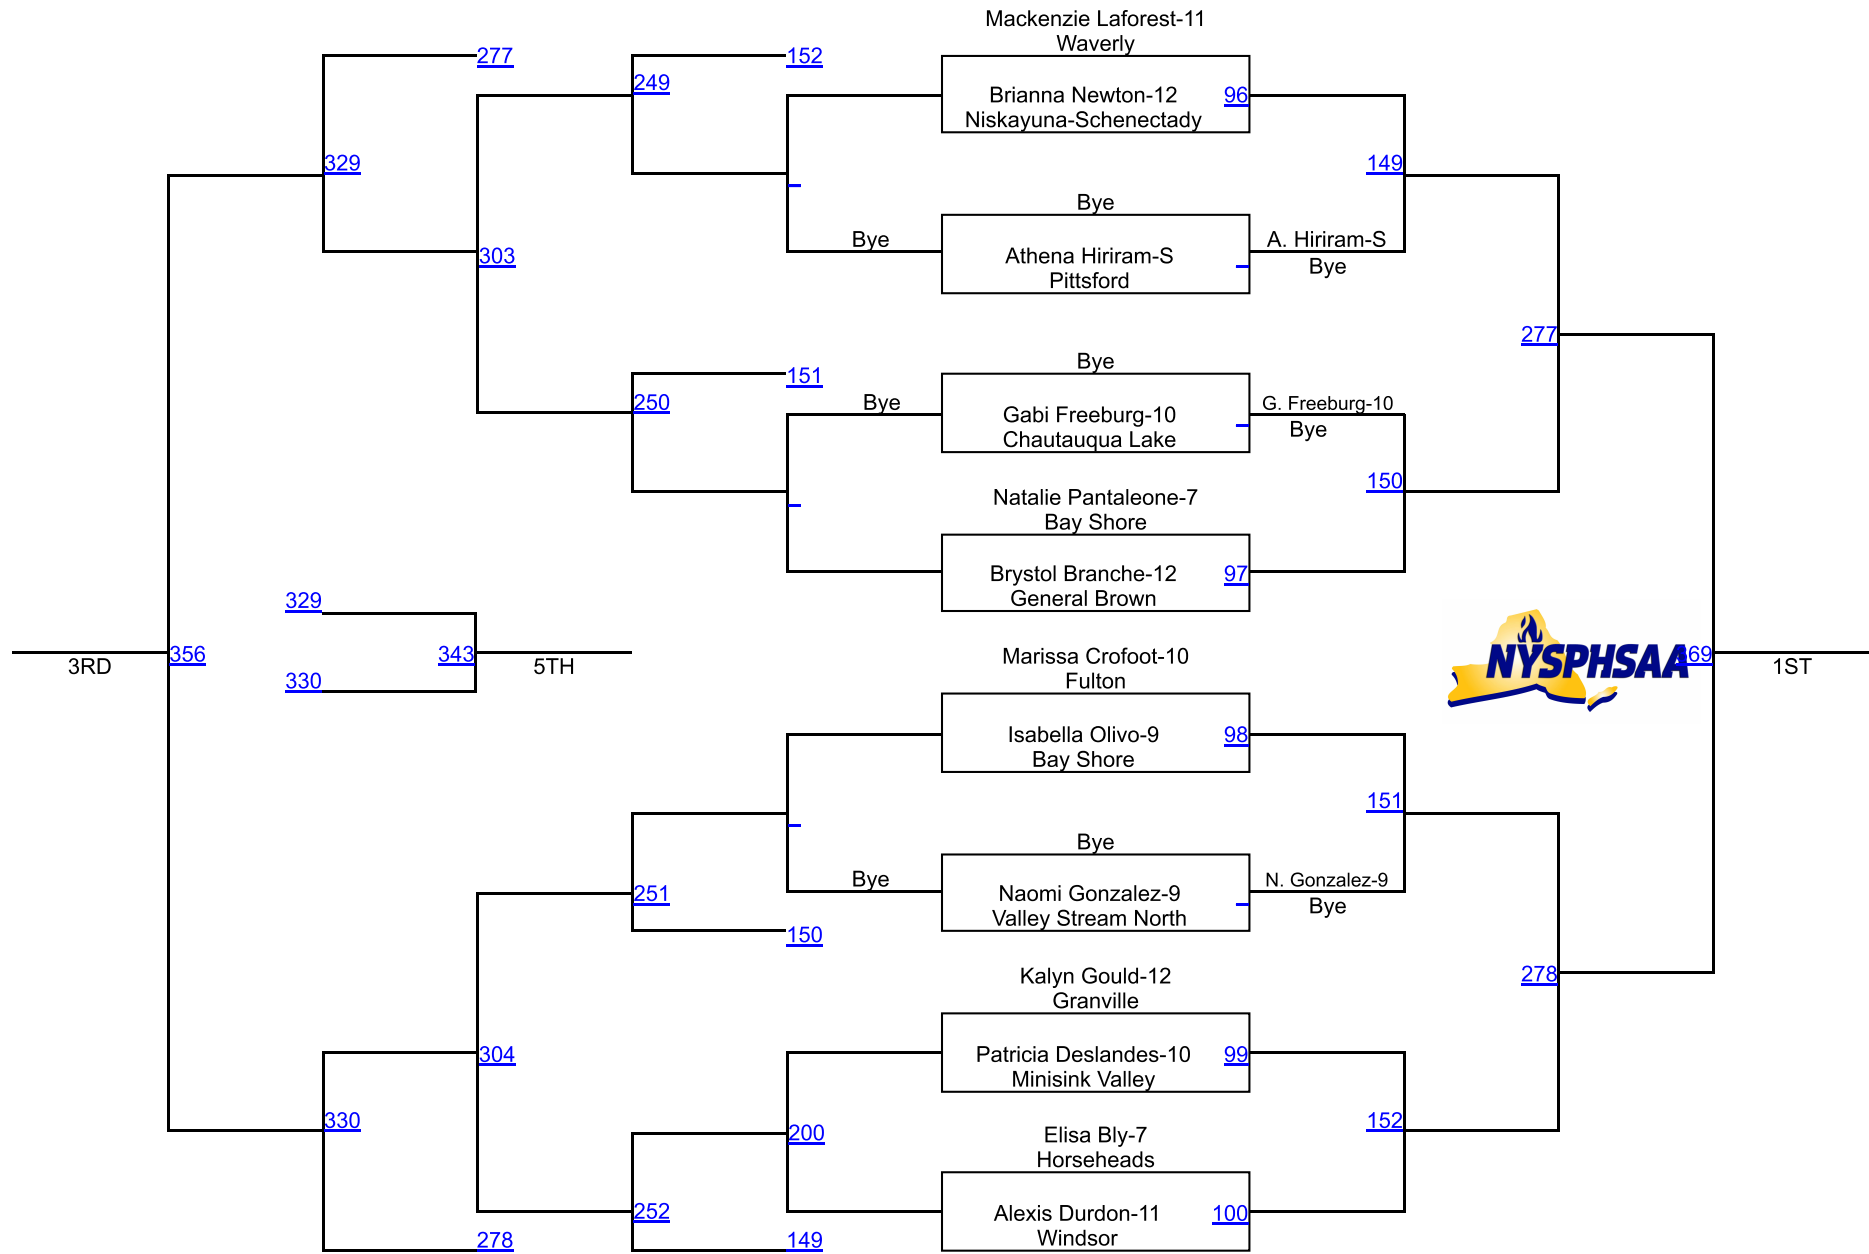 Mackenzie Laforest-11
Waverly
277
152
249
Brianna Newton-12
96
Niskayuna-Schenectady
329
149
Bye
Bye
A. Hiriram-S
303
Athena Hiriram-S
Bye
Pittsford
277
Bye
151
250
Bye
G. Freeburg-10
Gabi Freeburg-10
Bye
Chautauqua Lake
150
Natalie Pantaleone-7
Bay Shore
Brystol Branche-12
97
General Brown
329
3RD
356
343
5TH
330
NYSPHSAA
1ST
Marissa Crofoot-10
Fulton
Isabella Olivo-9
98
Bay Shore
151
Bye
Bye
N. Gonzalez-9
251
Naomi Gonzalez-9
Bye
Valley Stream North
150
278
Kalyn Gould-12
Granville
304
Patricia Deslandes-10
99
Minisink Valley
330
152
200
Elisa Bly-7
Horseheads
252
Alexis Durdon-11
100
Windsor
278
149